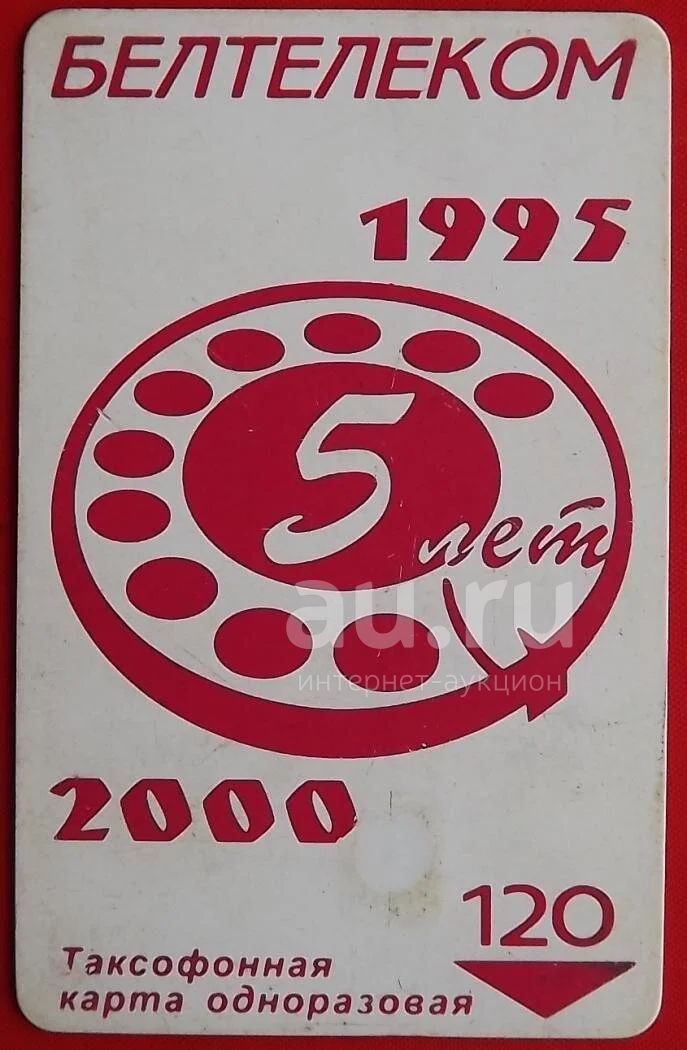 БЕЛТЕЛЕКОМ
1995
5
лет
au.ru
интернет-аукцион
2000
120
Таксофонная
карта одноразовая